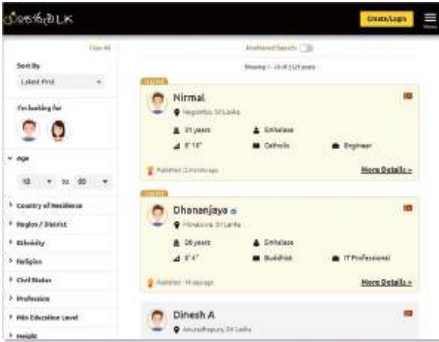 Create/Login
Clear All
Sort By
Latest First
I'm looking for
Age
18 to 60
Country of Residence
Region / District
Ethnicity
Religion
Civil Status
Profession
Min Education Level
Height
Nirmal
Negombo, Sri Lanka
31 years
Sinhalese
5' 10"
Catholic
Engineer
More Details »
Dhananjaya
Sri Lanka
26 years
Sinhalese
5' 4"
Buddhist
IT Professional
More Details »
Dinesh A
Anuradhapura, Sri Lanka